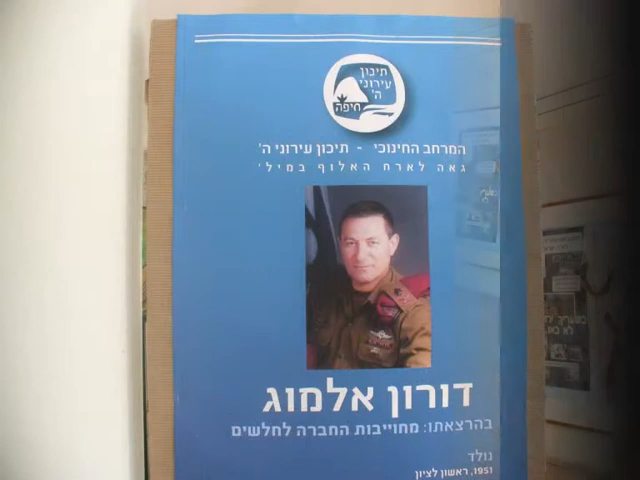 תיכון
עירוני
ה'
חיפה
המרחב החינוכי - תיכון עירוני ה'
גאה לארח האלוף במיל'
דורון אלמוג
בהרצאתו: מחוייבות החברה לחלשים
נולד
1951, ראשון לציון